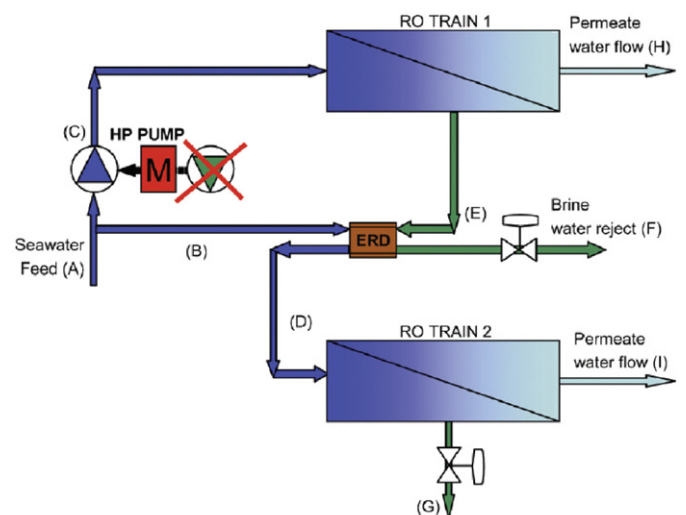 RO TRAIN 1
Permeate
water flow (H)
(C)
HP PUMP
M
(E)
Brine
water reject (F)
ERD
Seawater
Feed (A)
(B)
(D)
RO TRAIN 2
Permeate
water flow (I)
(G)